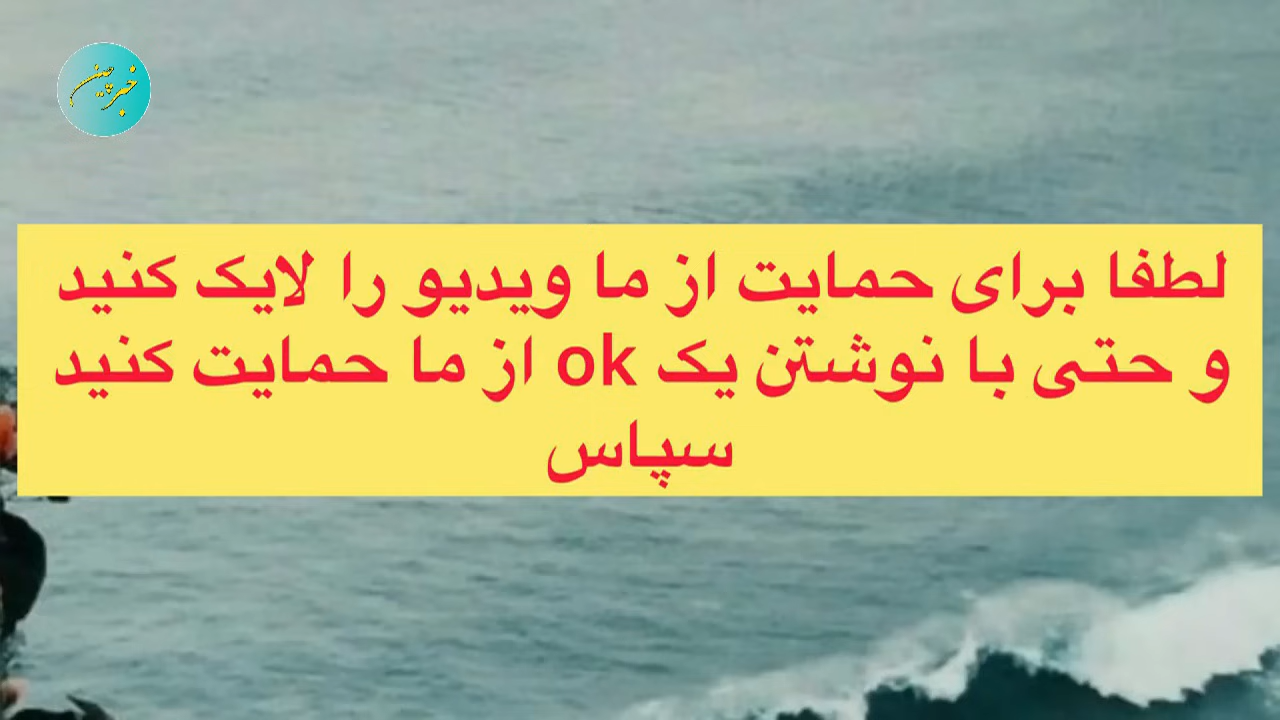 خبرچین
لطفا برای حمایت از ما ویدیو را لایک کنید
و حتی با نوشتن یک ok از ما حمایت کنید
سپاس